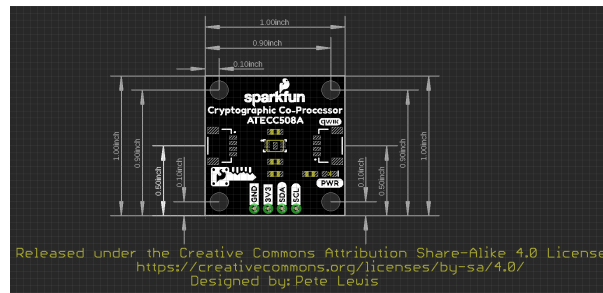 1.00inch
0.90inch
0.10inch
sparkfun
Cryptographic Co-Processor
ATECC508A
qwiic
1.00inch
0.90inch
0.50inch
0.10inch
0.10inch
0.50inch
0.90inch
1.00inch
PWR
GND
3V3
SDA
SCL
Released under the Creative Commons Attribution Share-Alike 4.0 License
https://creativecommons.org/licenses/by-sa/4.0/
Designed by: Pete Lewis